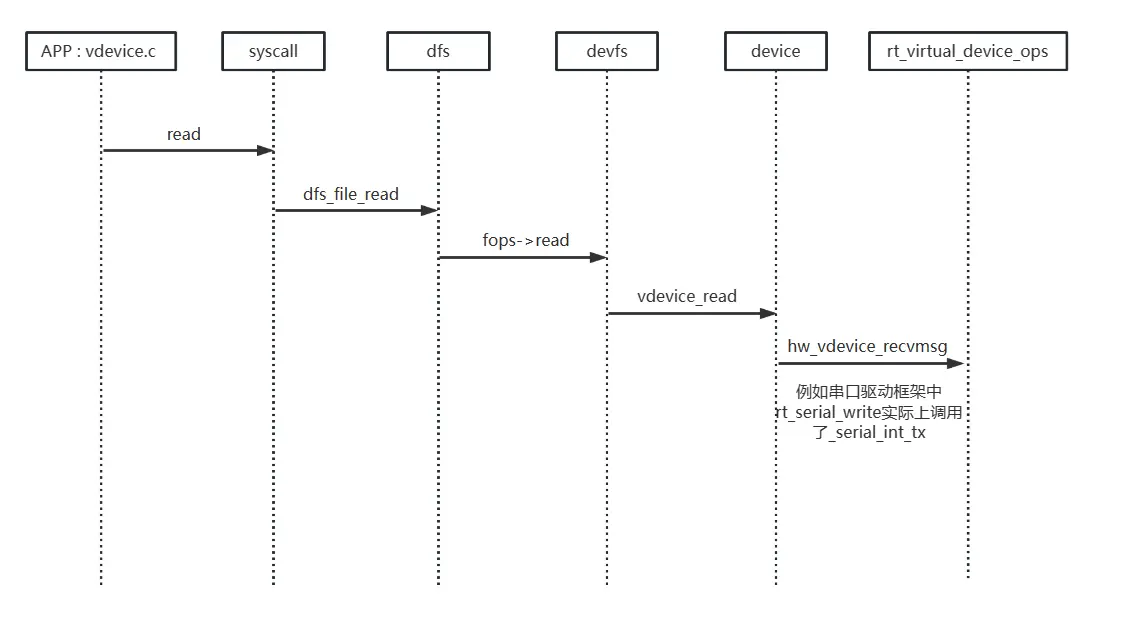 APP : vdevice.c
syscall
dfs
devfs
device
rt_virtual_device_ops
read
dfs_file_read
fops->read
vdevice_read
hw_vdevice_recvmsg
例如串口驱动框架中
rt_serial_write实际上调用
了_serial_int_tx